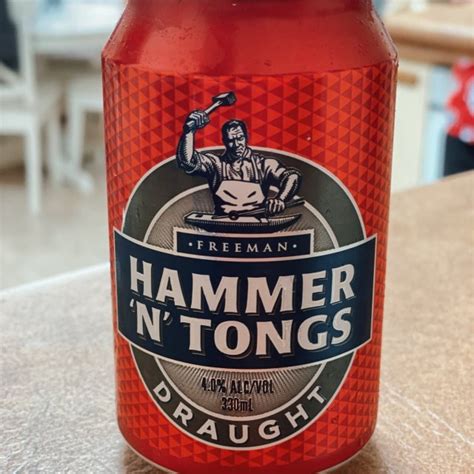 · FREEMAN ·
HAMMER
'N' TONGS
4.0% ALC/VOL
330mL
DRAUGHT